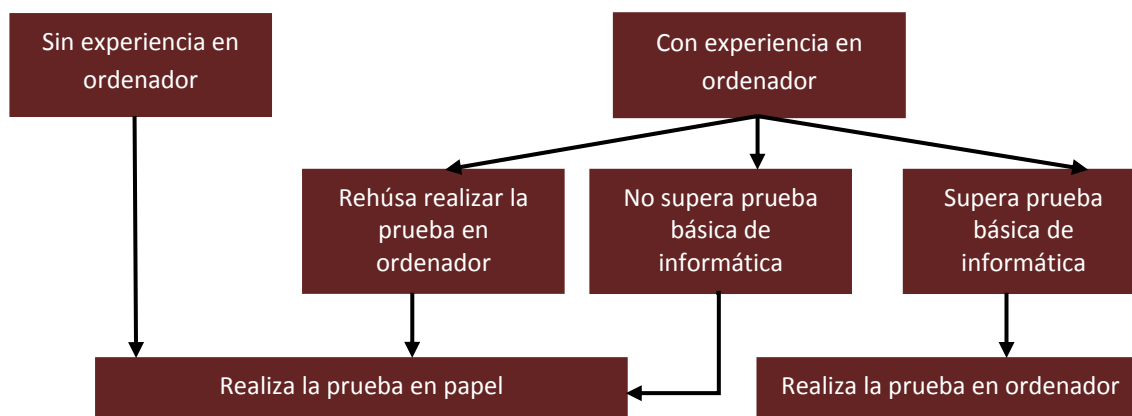 Sin experiencia en
ordenador
Con experiencia en
ordenador
Rehúsa realizar la
prueba en
ordenador
No supera prueba
básica de
informática
Supera prueba
básica de
informática
Realiza la prueba en papel
Realiza la prueba en ordenador